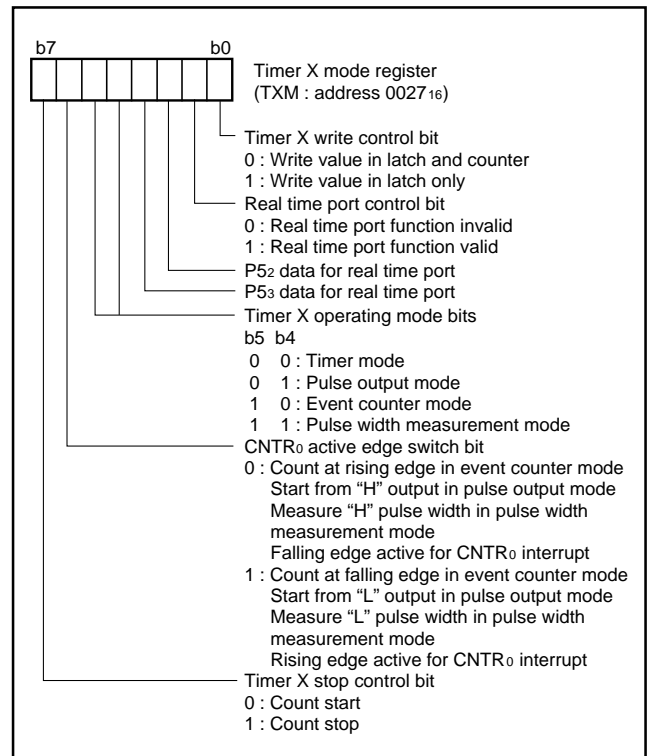 b7 b0
Timer X mode register
(TXM : address 0027₁₆)
Timer X write control bit
0 : Write value in latch and counter
1 : Write value in latch only
Real time port control bit
0 : Real time port function invalid
1 : Real time port function valid
P5₂ data for real time port
P5₃ data for real time port
Timer X operating mode bits
b5 b4
0 0 : Timer mode
0 1 : Pulse output mode
1 0 : Event counter mode
1 1 : Pulse width measurement mode
CNTR₀ active edge switch bit
0 : Count at rising edge in event counter mode
Start from “H” output in pulse output mode
Measure “H” pulse width in pulse width
measurement mode
Falling edge active for CNTR₀ interrupt
1 : Count at falling edge in event counter mode
Start from “L” output in pulse output mode
Measure “L” pulse width in pulse width
measurement mode
Rising edge active for CNTR₀ interrupt
Timer X stop control bit
0 : Count start
1 : Count stop